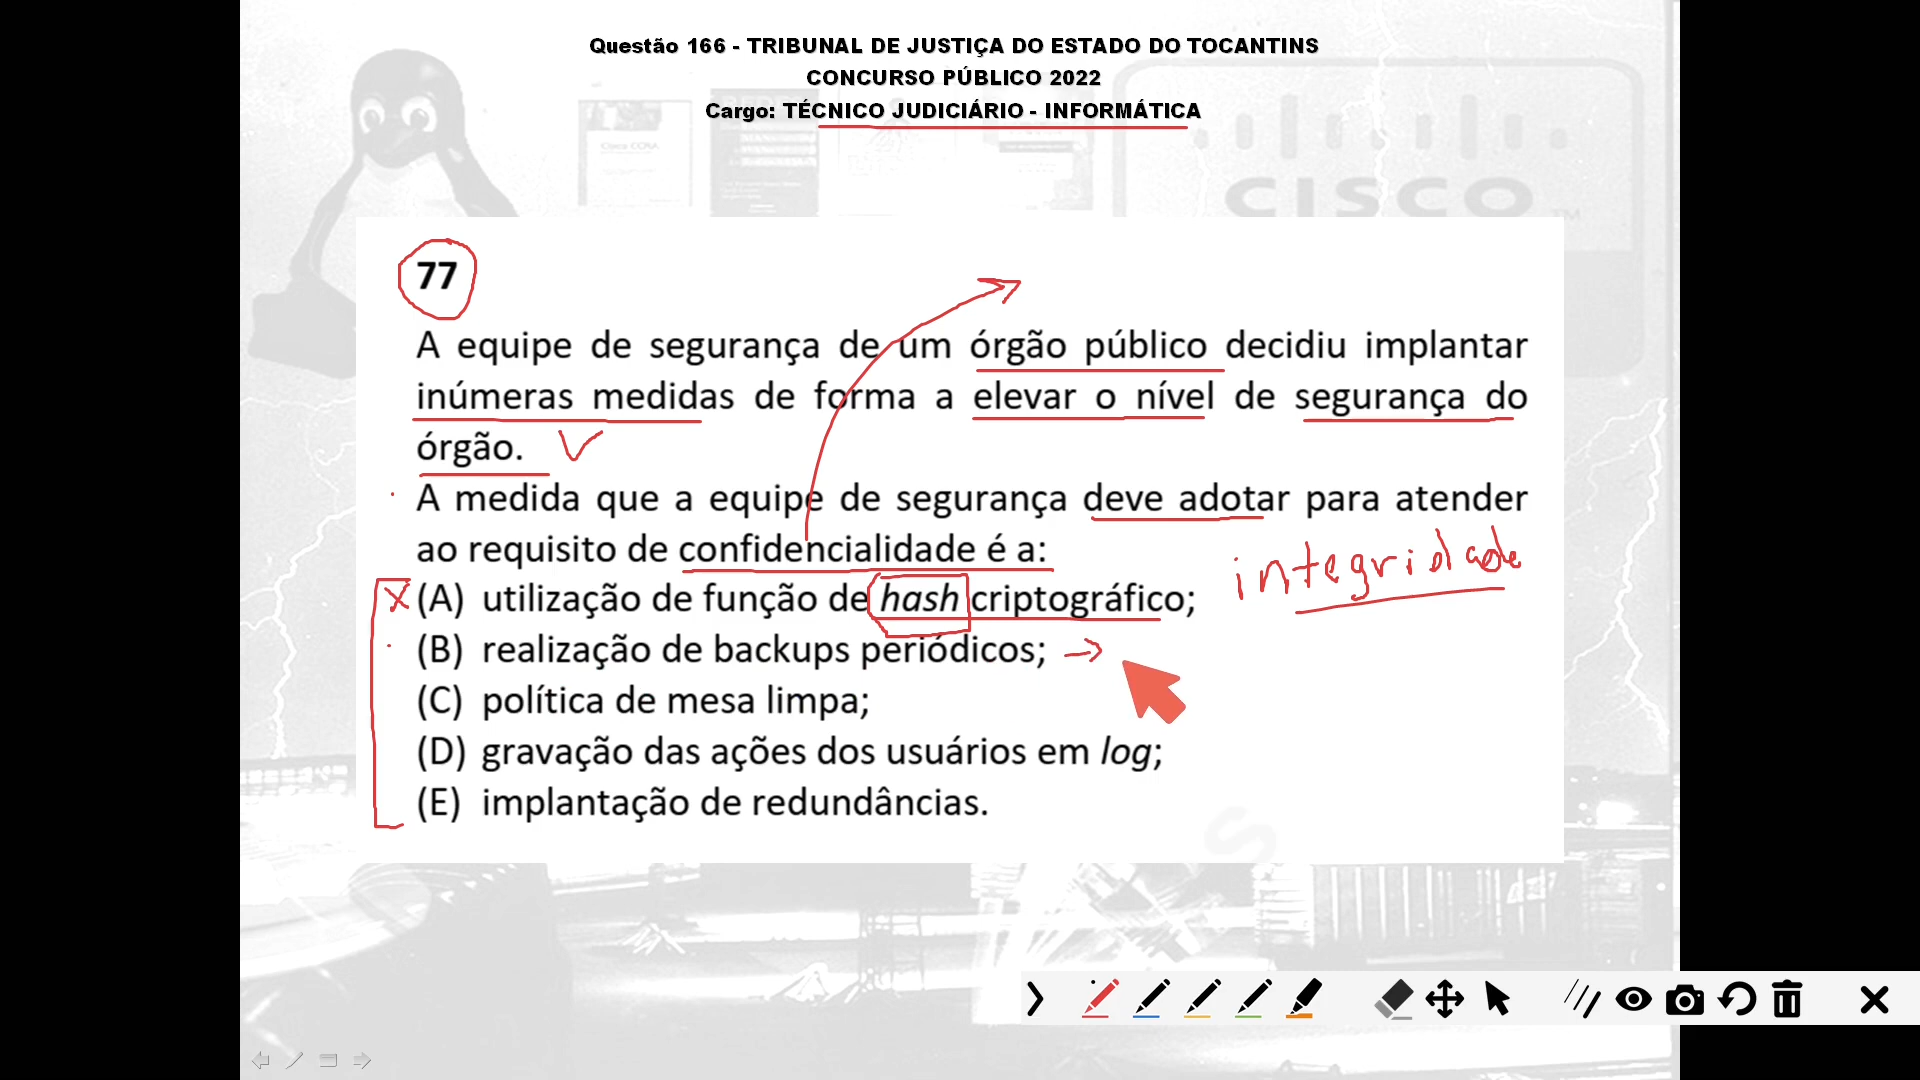 Questão 166 - TRIBUNAL DE JUSTIÇA DO ESTADO DO TOCANTINS
CONCURSO PÚBLICO 2022
Cargo: TÉCNICO JUDICIÁRIO - INFORMÁTICA
CISCO
77
A equipe de segurança de um órgão público decidiu implantar
inúmeras medidas de forma a elevar o nível de segurança do
órgão.
A medida que a equipe de segurança deve adotar para atender
ao requisito de confidencialidade é a:
integridade
(A) utilização de função de hash criptográfico;
(B) realização de backups periódicos;
(C) política de mesa limpa;
(D) gravação das ações dos usuários em log;
(E) implantação de redundâncias.